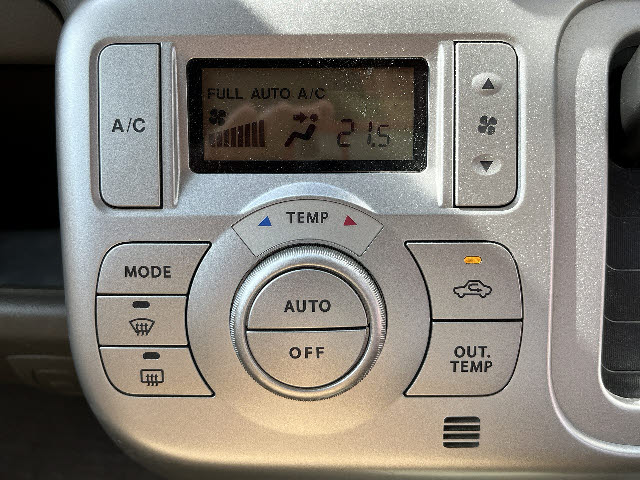 FULL AUTO A/C
A/C
21.5
TEMP
MODE
AUTO
OFF
OUT.
TEMP